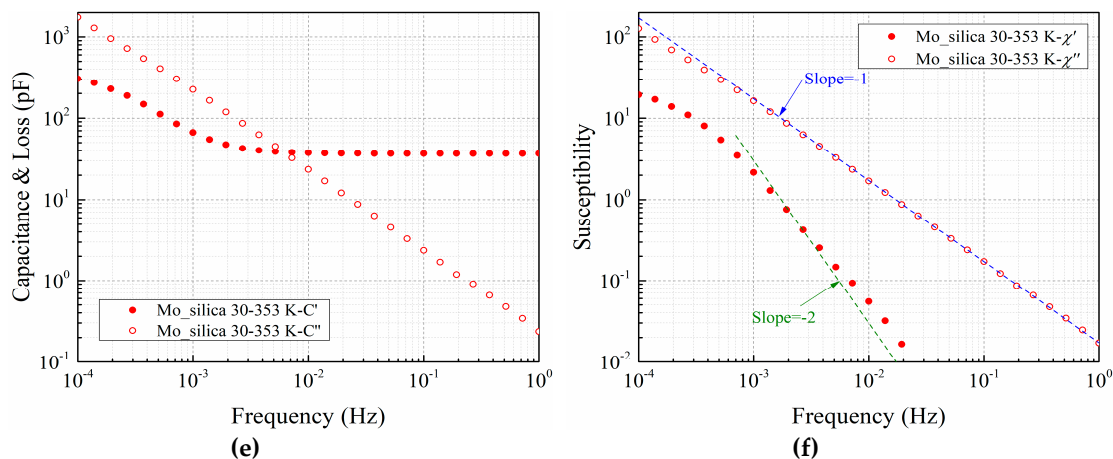 10³
10²
10¹
10⁰
10⁻¹
Capacitance & Loss (pF)
Mo_silica 30-353 K-C'
Mo_silica 30-353 K-C"
10⁻⁴ 10⁻³ 10⁻² 10⁻¹ 10⁰
Frequency (Hz)
(e)
10²
10¹
10⁰
10⁻¹
10⁻²
Susceptibility
Mo_silica 30-353 K-χ′
Mo_silica 30-353 K-χ″
Slope=-1
Slope=-2
10⁻⁴ 10⁻³ 10⁻² 10⁻¹ 10⁰
Frequency (Hz)
(f)